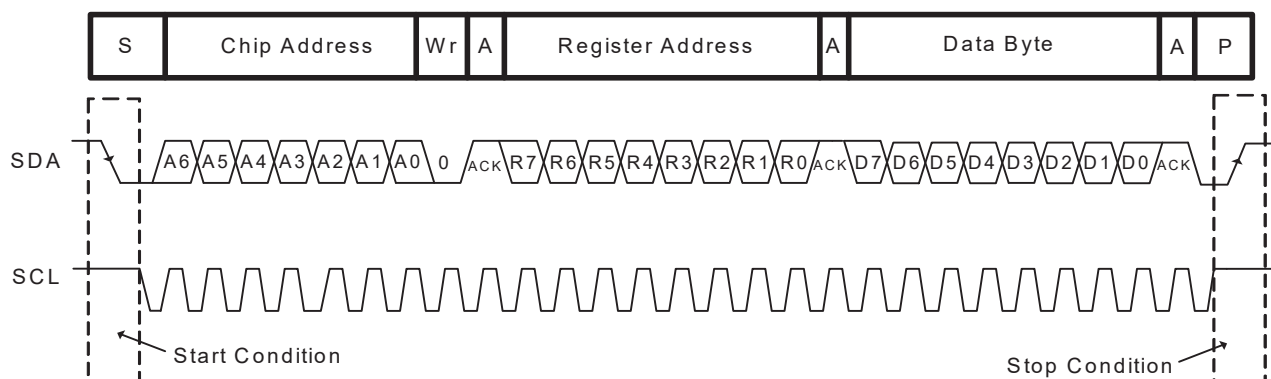 S Chip Address Wr A Register Address A Data Byte A P
SDA A6 A5 A4 A3 A2 A1 A0 0 ACK R7 R6 R5 R4 R3 R2 R1 R0 ACK D7 D6 D5 D4 D3 D2 D1 D0 ACK
SCL
Start Condition
Stop Condition